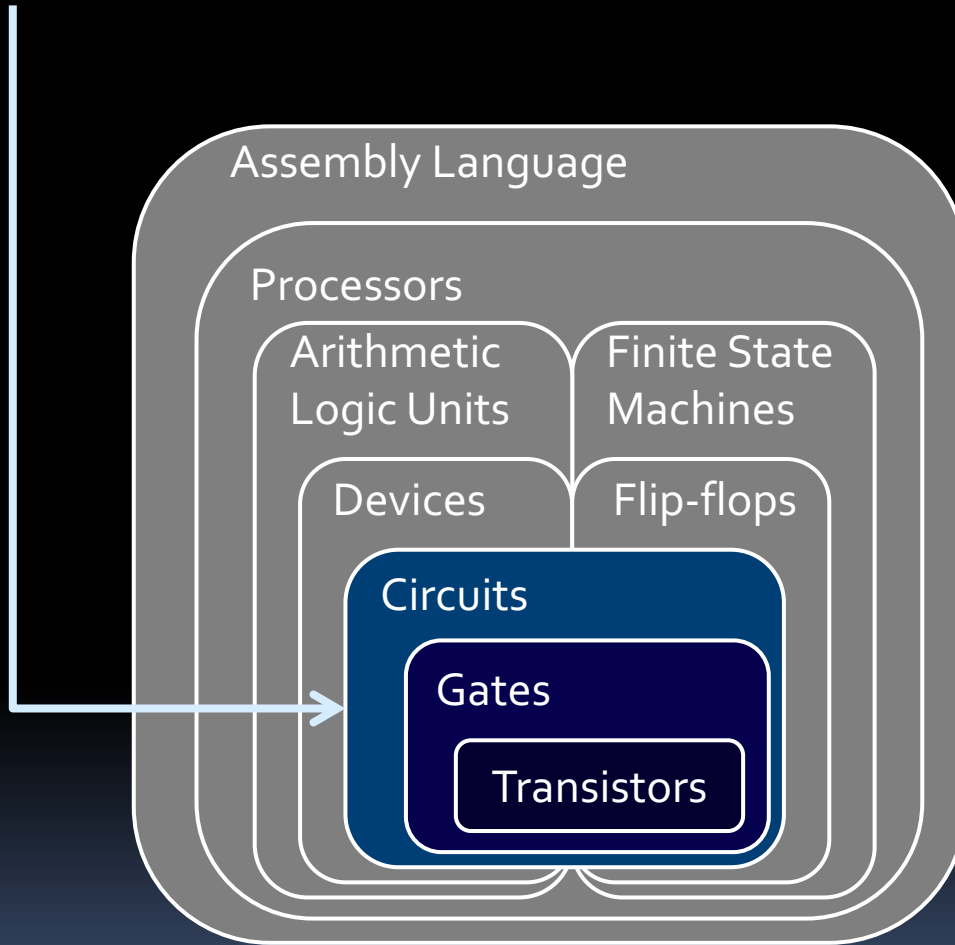 Assembly Language
Processors
Arithmetic
Logic Units
Finite State
Machines
Devices
Flip-flops
Circuits
Gates
Transistors